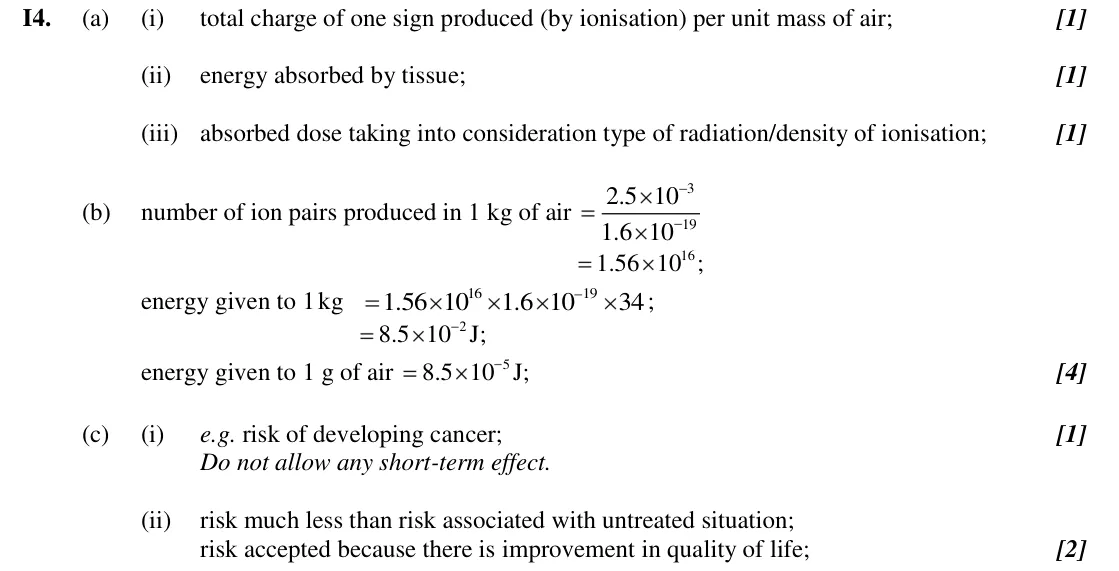 I4. (a) (i) total charge of one sign produced (by ionisation) per unit mass of air; [1]
(ii) energy absorbed by tissue; [1]
(iii) absorbed dose taking into consideration type of radiation/density of ionisation; [1]
(b) number of ion pairs produced in 1 kg of air = \frac{2.5×10^{-3}}{1.6×10^{-19}}
= 1.56×10^{16};
energy given to 1 kg = 1.56×10^{16} ×1.6×10^{-19} ×34;
= 8.5×10^{-2} J;
energy given to 1 g of air = 8.5×10^{-5} J; [4]
(c) (i) e.g. risk of developing cancer; [1]
Do not allow any short-term effect.
(ii) risk much less than risk associated with untreated situation;
risk accepted because there is improvement in quality of life; [2]